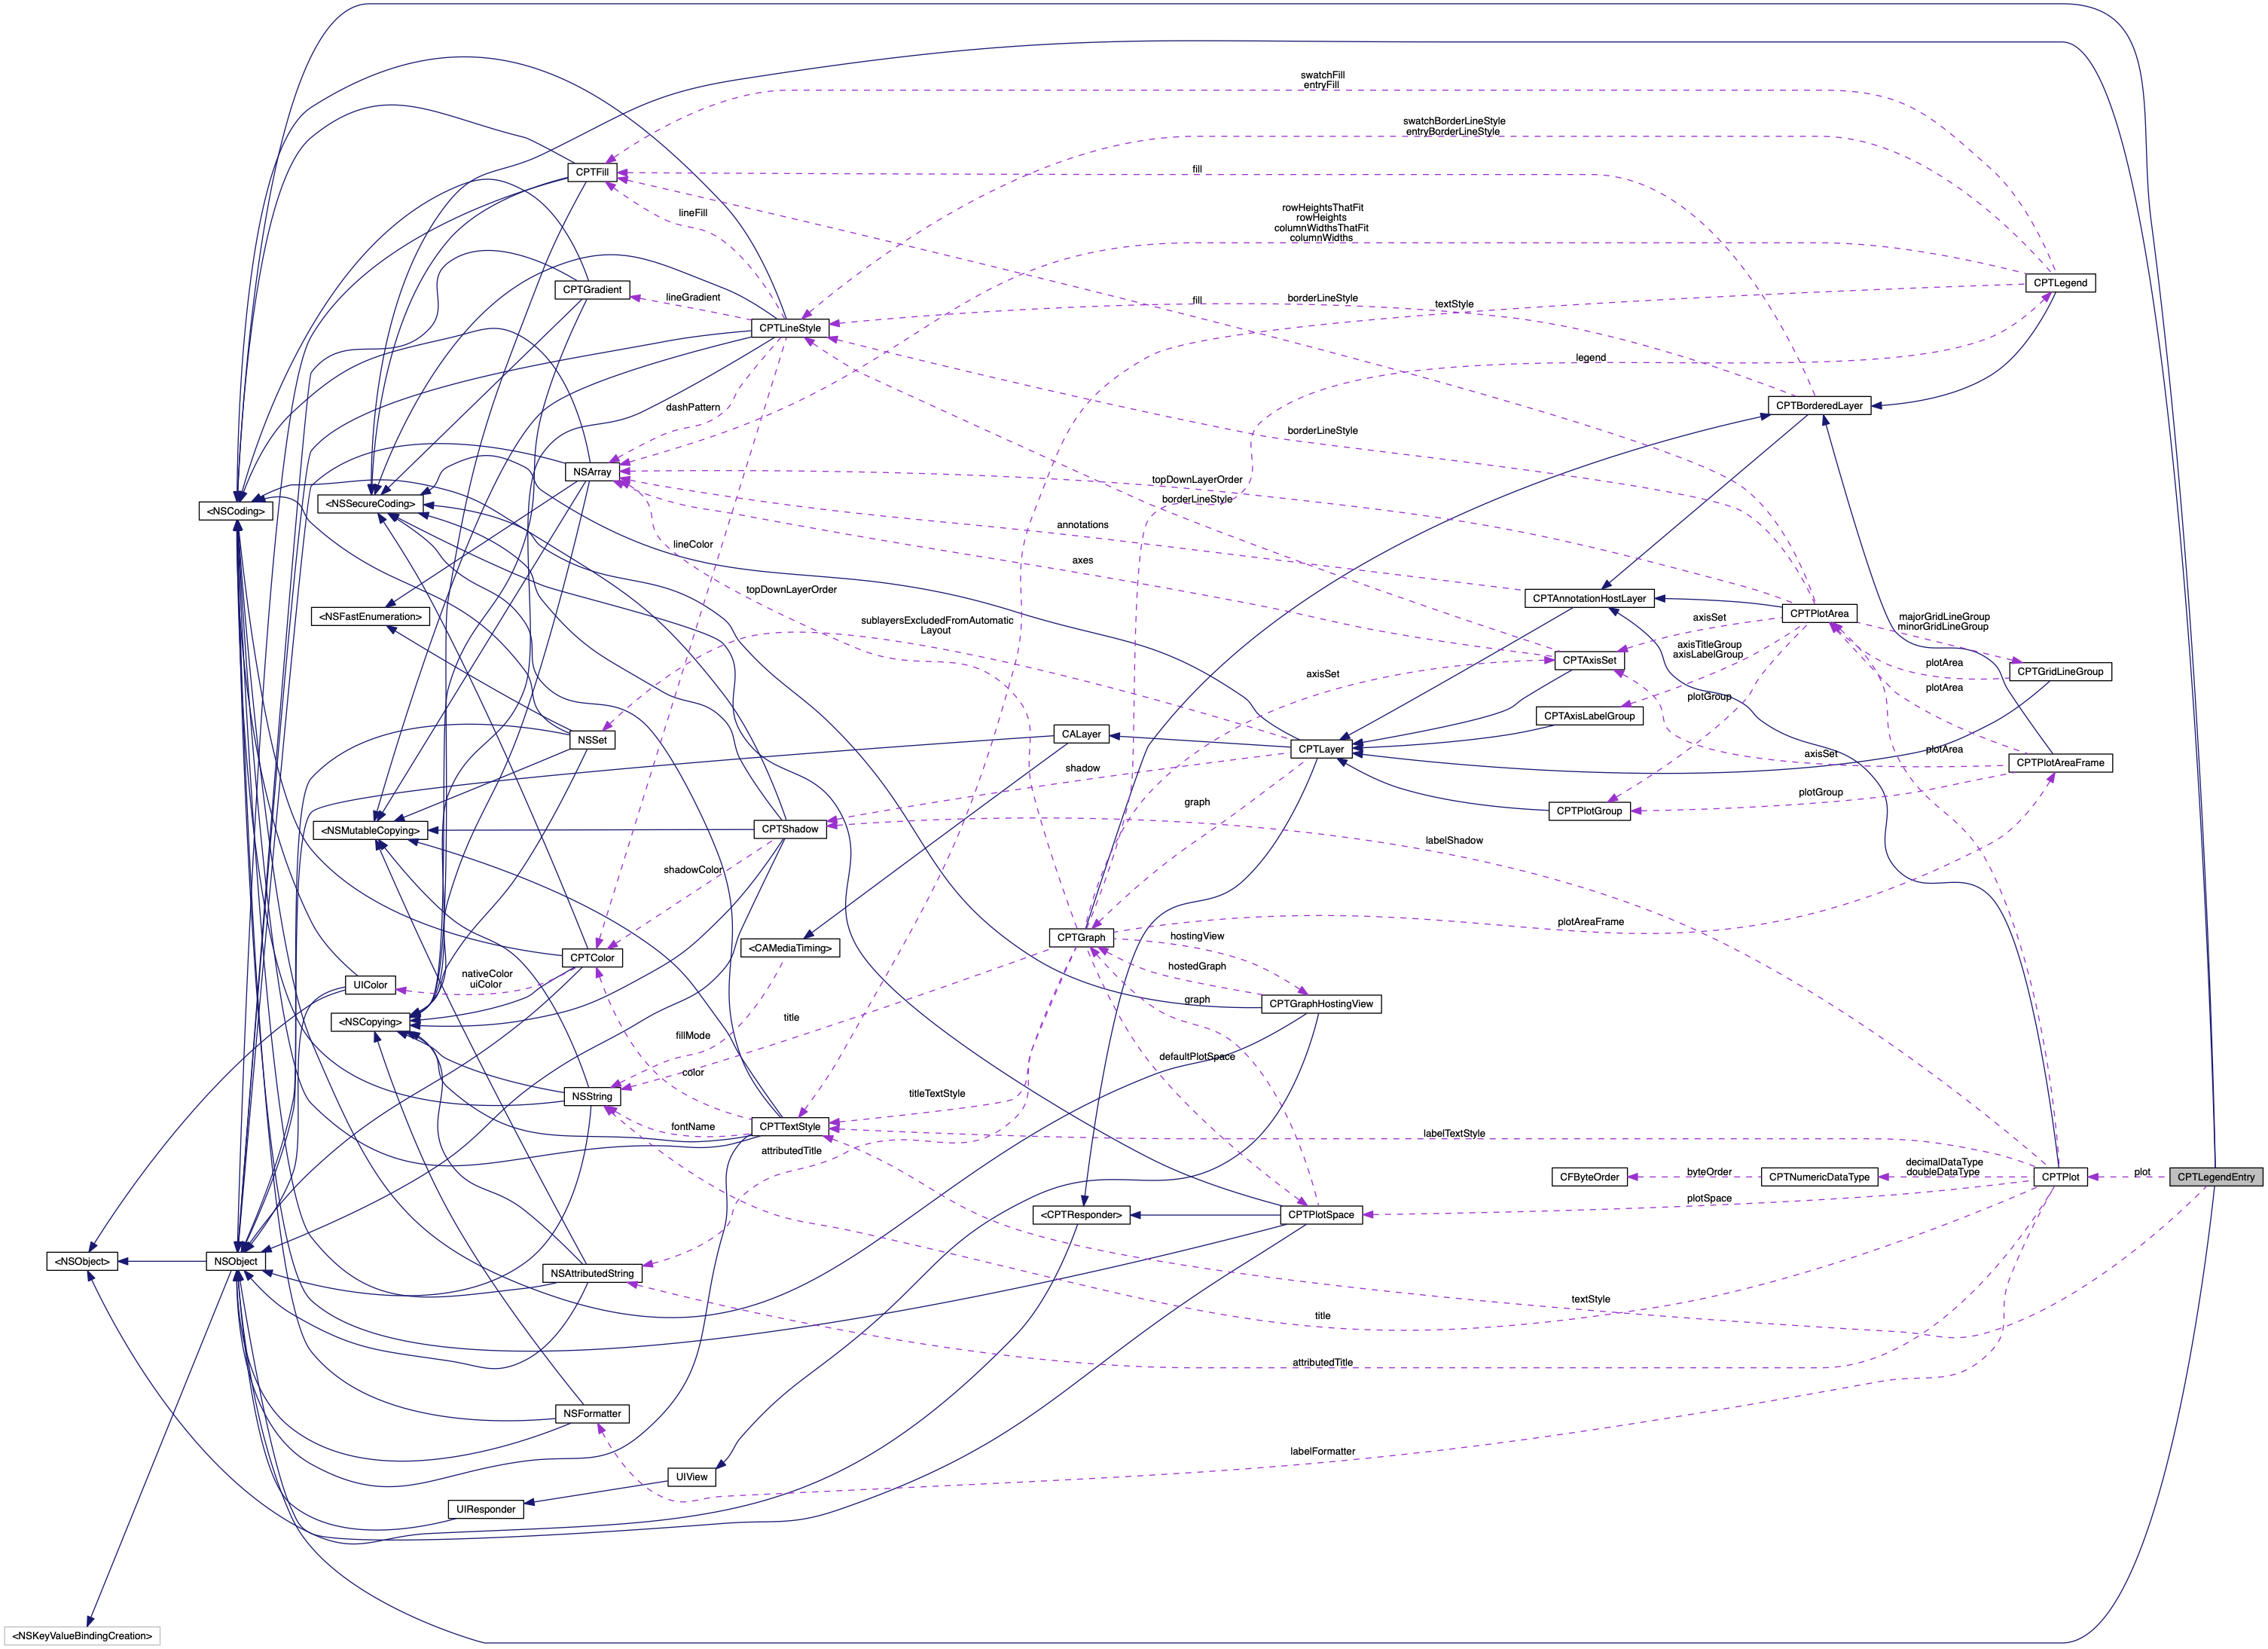 swatchFill
entryFill
swatchBorderLineStyle
entryBorderLineStyle
CPTFill
fill
lineFill
rowHeightsThatFit
rowHeights
columnWidthsThatFit
columnWidths
CPTGradient
lineGradient
CPTLegend
fill
borderLineStyle
textStyle
CPTLineStyle
legend
dashPattern
CPTBorderedLayer
borderLineStyle
NSArray
topDownLayerOrder
borderLineStyle
<NSCoding>
<NSSecureCoding>
annotations
lineColor
axes
topDownLayerOrder
<NSFastEnumeration>
CPTAnnotationHostLayer
CPTPlotArea
sublayersExcludedFromAutomatic
Layout
axisSet
majorGridLineGroup
minorGridLineGroup
axisTitleGroup
axisLabelGroup
CPTAxisSet
plotArea
CPTGridLineGroup
axisSet
plotArea
plotGroup
CPTAxisLabelGroup
NSSet
CALayer
CPTLayer
axisSet
plotArea
CPTPlotAreaFrame
shadow
plotGroup
graph
CPTPlotGroup
<NSMutableCopying>
CPTShadow
labelShadow
shadowColor
plotAreaFrame
CPTGraph
hostingView
<CAMediaTiming>
CPTColor
hostedGraph
nativeColor
uiColor
UIColor
graph
CPTGraphHostingView
<NSCopying>
title
fillMode
defaultPlotSpace
color
NSString
titleTextStyle
fontName
CPTTextStyle
labelTextStyle
attributedTitle
decimalDataType
doubleDataType
byteOrder
CFByteOrder
CPTNumericDataType
CPTPlot
plot
CPTLegendEntry
plotSpace
<CPTResponder>
CPTPlotSpace
<NSObject>
NSObject
NSAttributedString
textStyle
title
attributedTitle
NSFormatter
labelFormatter
UIView
UIResponder
<NSKeyValueBindingCreation>